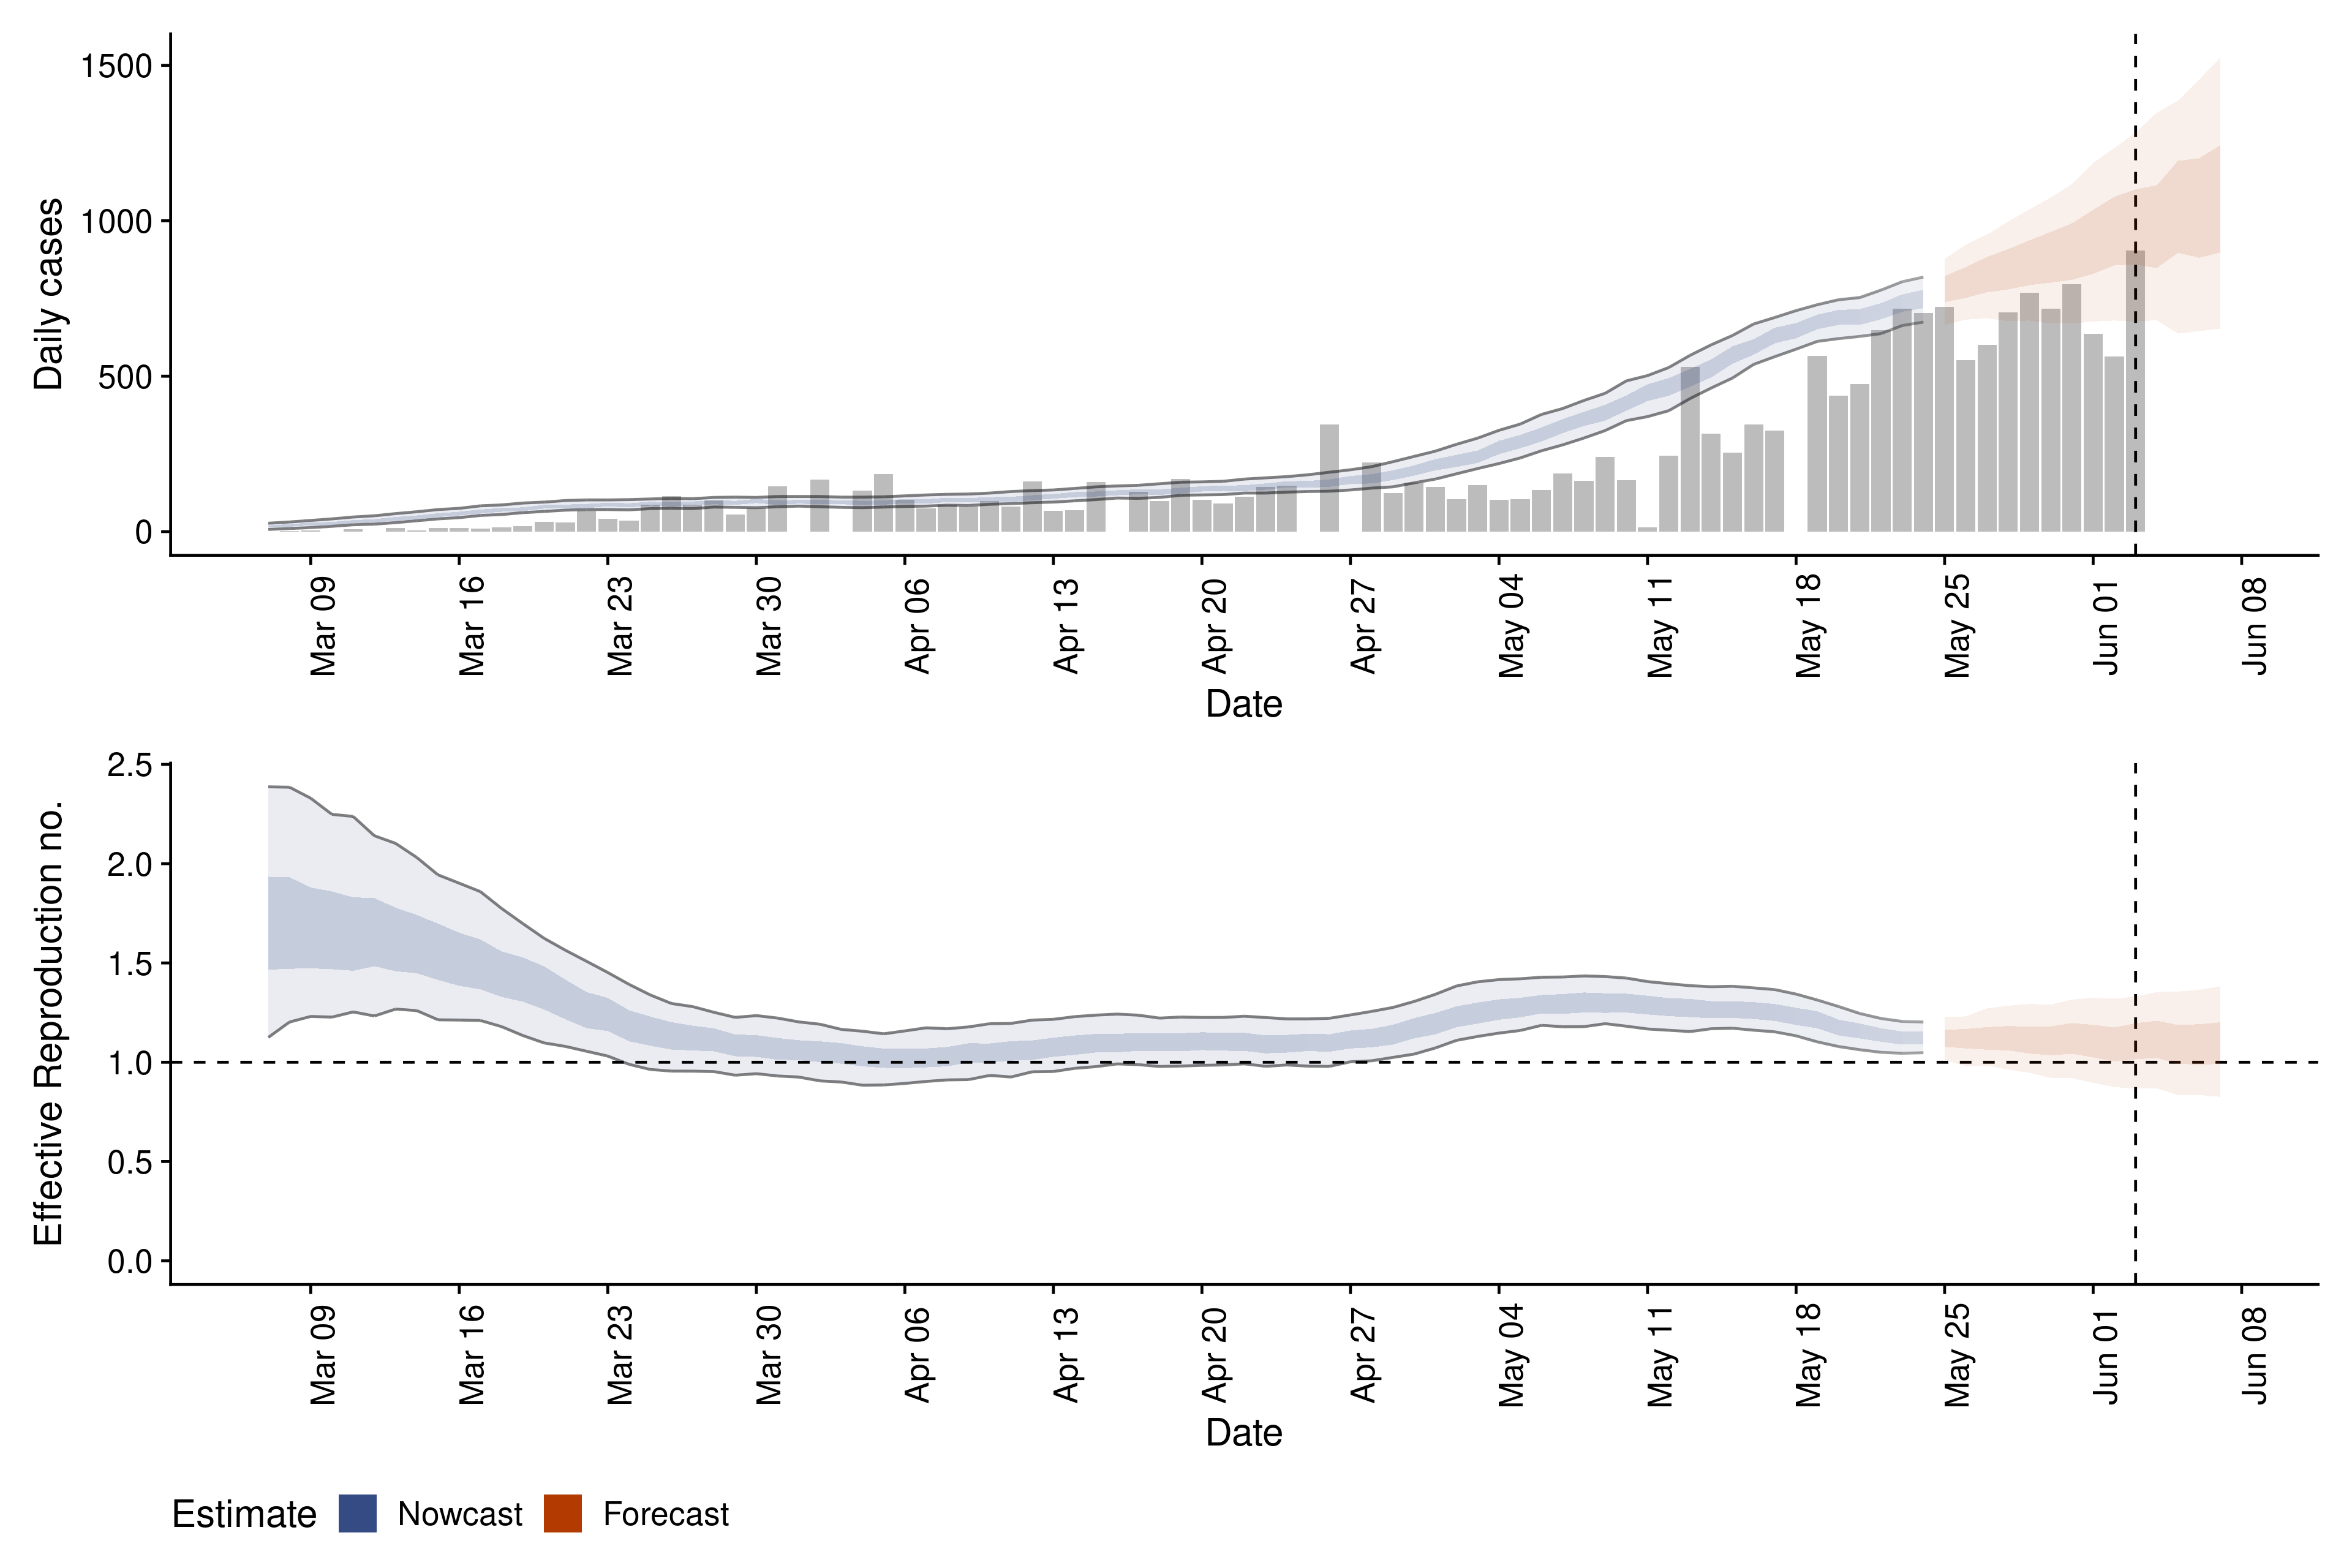 Daily cases
1500
1000
500
0
Mar 09
Mar 16
Mar 23
Mar 30
Apr 06
Apr 13
Apr 20
Apr 27
May 04
May 11
May 18
May 25
Jun 01
Jun 08
Date
Effective Reproduction no.
2.5
2.0
1.5
1.0
0.5
0.0
Mar 09
Mar 16
Mar 23
Mar 30
Apr 06
Apr 13
Apr 20
Apr 27
May 04
May 11
May 18
May 25
Jun 01
Jun 08
Date
Estimate Nowcast Forecast